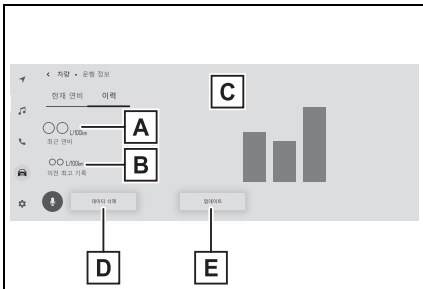 < 차량 • 운행 정보
현재 연비 이력
C
○○ L/100km
A
최근 연비
○○ L/100km
B
이전 최고 기록
데이터 삭제
업데이트
D
E